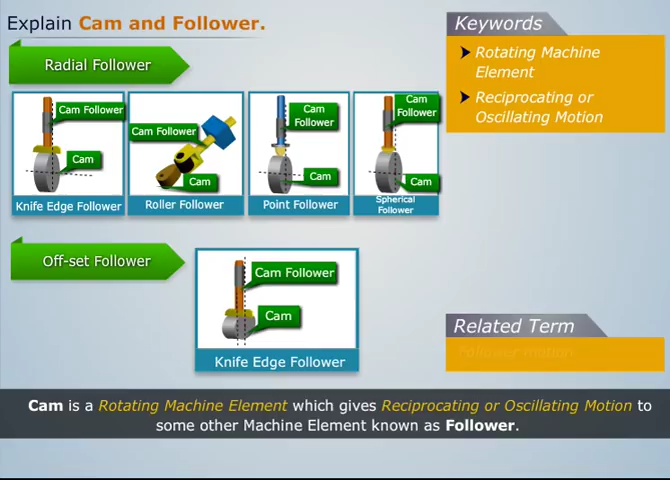 Explain Cam and Follower.
Keywords
Rotating Machine
Element
Reciprocating or
Oscillating Motion
Radial Follower
Cam Follower
Cam
Knife Edge Follower
Cam Follower
Cam
Roller Follower
Cam
Follower
Cam
Point Follower
Cam
Follower
Cam
Spherical
Follower
Off-set Follower
Cam Follower
Cam
Knife Edge Follower
Related Term
Follower motion
Cam is a Rotating Machine Element which gives Reciprocating or Oscillating Motion to
some other Machine Element known as Follower.